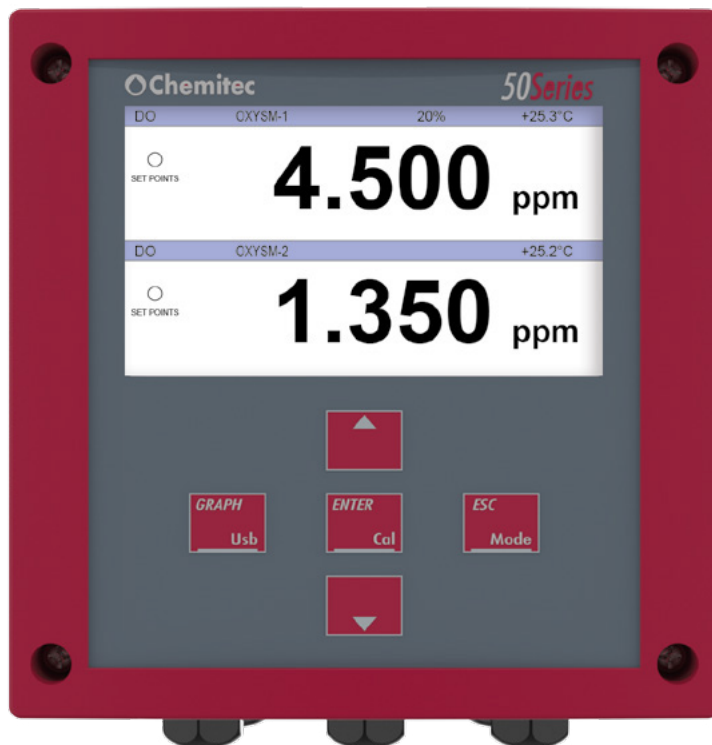 Chemitec 50Series
DO OXYSM-1 20% +25.3°C
SET POINTS
4.500 ppm
DO OXYSM-2 +25.2°C
SET POINTS
1.350 ppm
GRAPH
Usb
ENTER
Cal
ESC
Mode